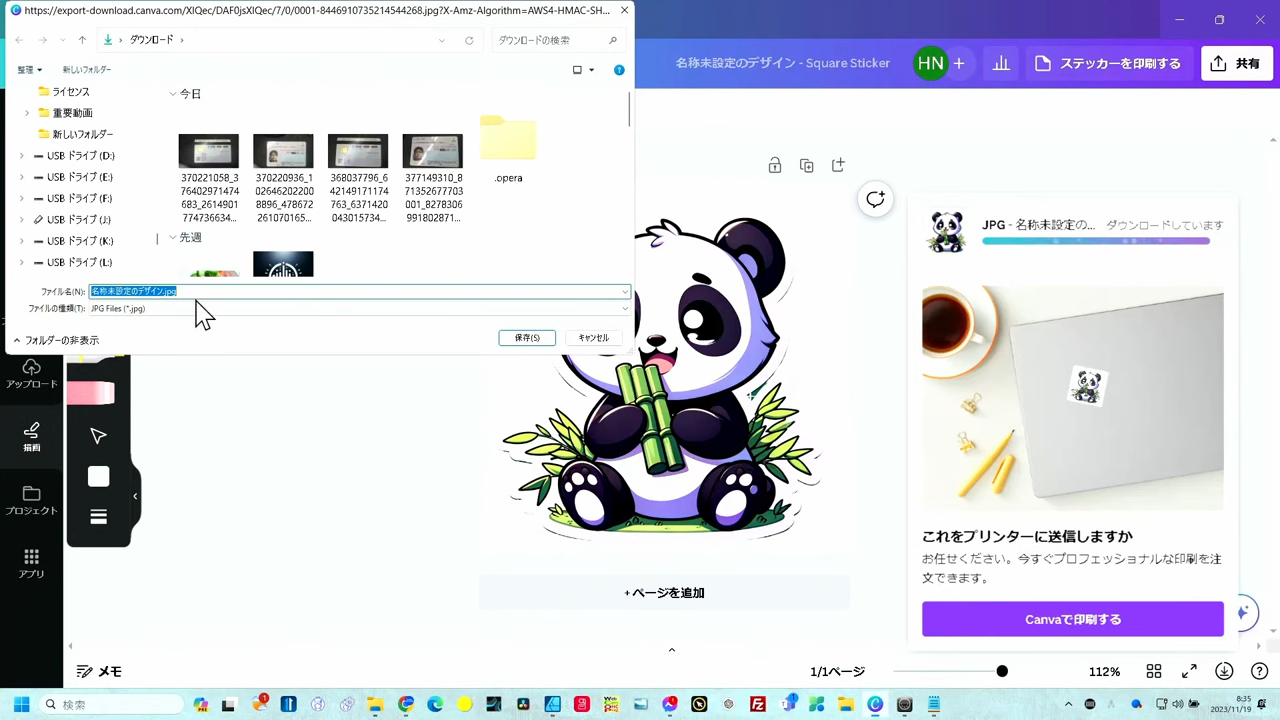 https://export-download.canva.com/XIQec/DAF0jsXIQec/7/0/0001-8446910735214544268.jpg?X-Amz-Algorithm=AWS4-HMAC-SH...
ダウンロード
ダウンロードの検索
整理
新しいフォルダー
ライセンス
重要動画
新しいフォルダー
USB ドライブ (D:)
USB ドライブ (E:)
USB ドライブ (F:)
USB ドライブ (J:)
USB ドライブ (K:)
USB ドライブ (L:)
今日
370221058_3
76402971474
683_2614901
774736634...
370220936_1
02646202200
8896_478672
261070165...
368037796_6
42149171174
763_6371420
043015734...
377149310_8
71352677703
001_8278306
991802871...
.opera
先週
ファイル名(N):
名称未設定のデザイン.jpg
ファイルの種類(T):
JPG Files (*.jpg)
フォルダーの非表示
保存(S)
キャンセル
名称未設定のデザイン - Square Sticker
HN
ステッカーを印刷する
共有
アップロード
描画
プロジェクト
アプリ
JPG - 名称未設定の...
ダウンロードしています
これをプリンターに送信しますか
お任せください。今すぐプロフェッショナルな印刷を注
文できます。
Canvaで印刷する
+ ページを追加
メモ
1/1ページ
112%
検索
8:35
2023/11/19